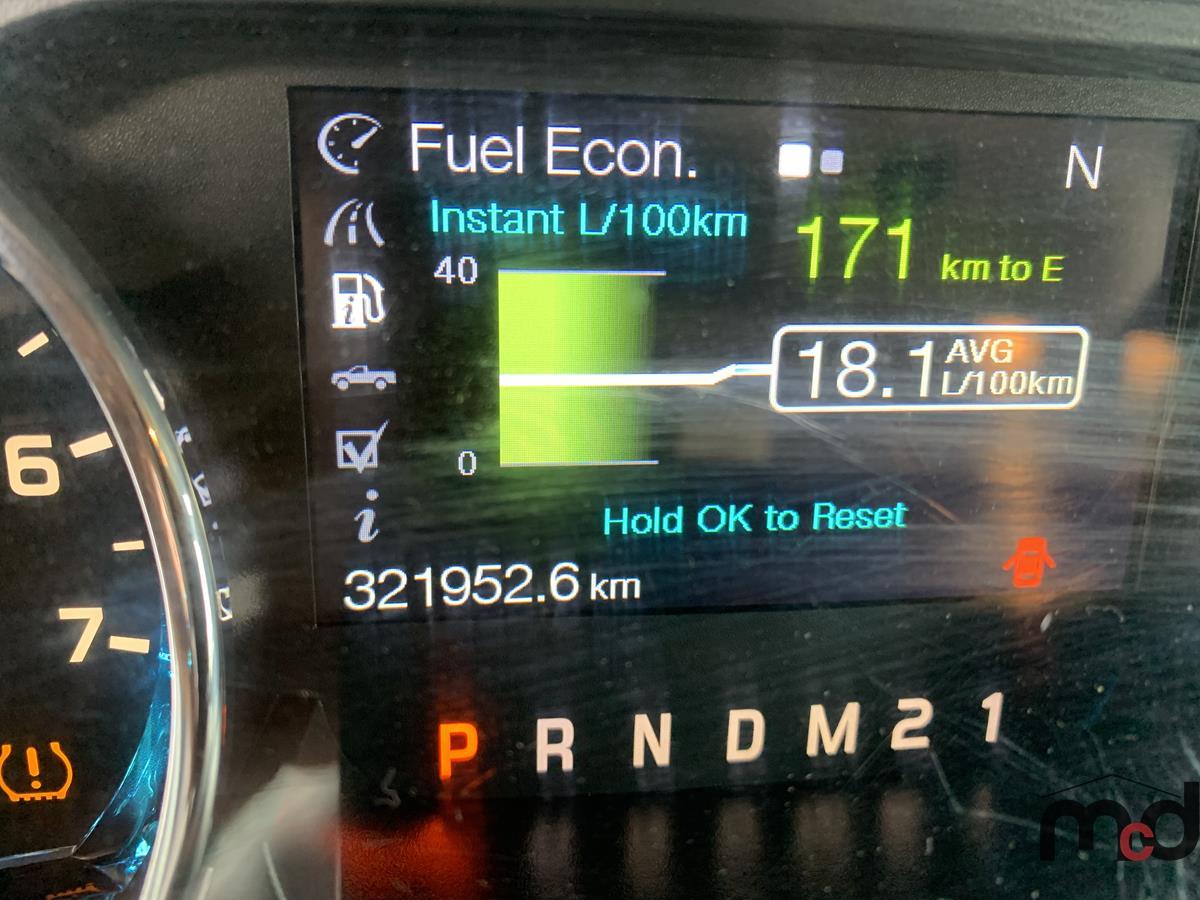 Fuel Econ.
N
Instant L/100km
171 km to E
40
18.1 AVG
L/100km
0
Hold OK to Reset
321952.6 km
6
7
P R N D M 2 1
mcd